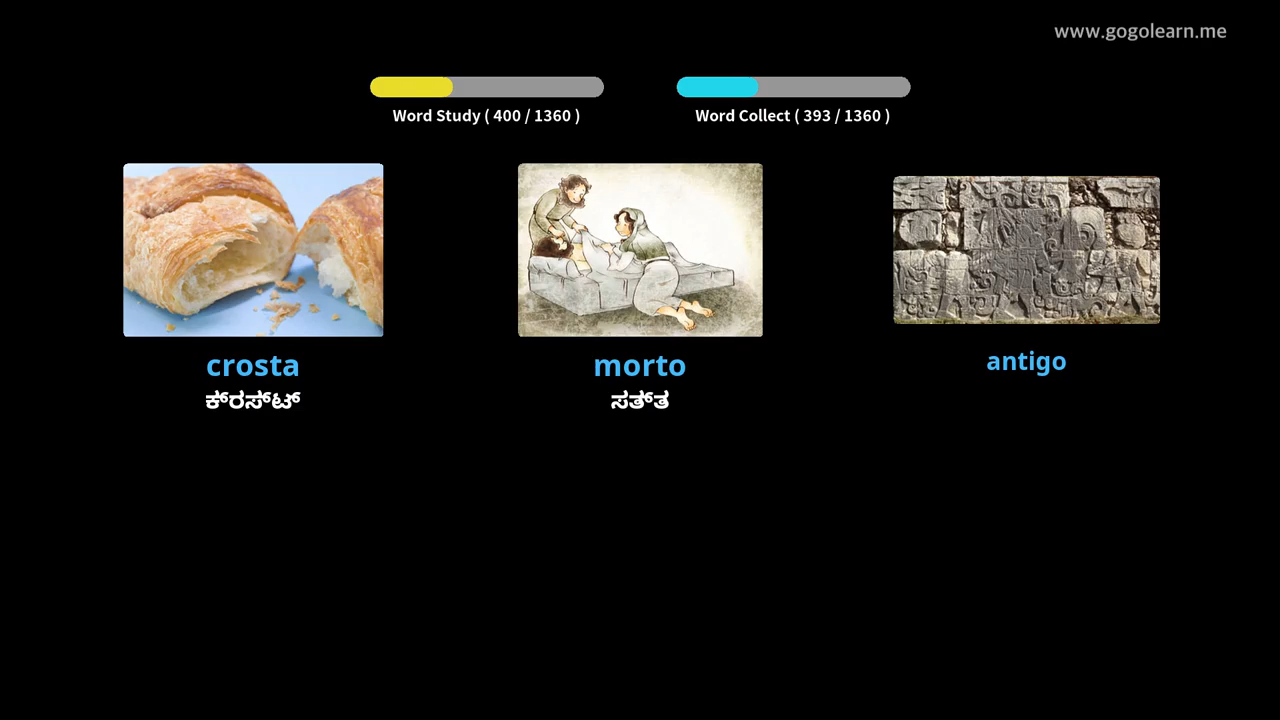 www.gogolearn.me
Word Study ( 400 / 1360 )
Word Collect ( 393 / 1360 )
crosta
ಕ್ರಸ್ಟ್
morto
ಸತ್ತ
antigo